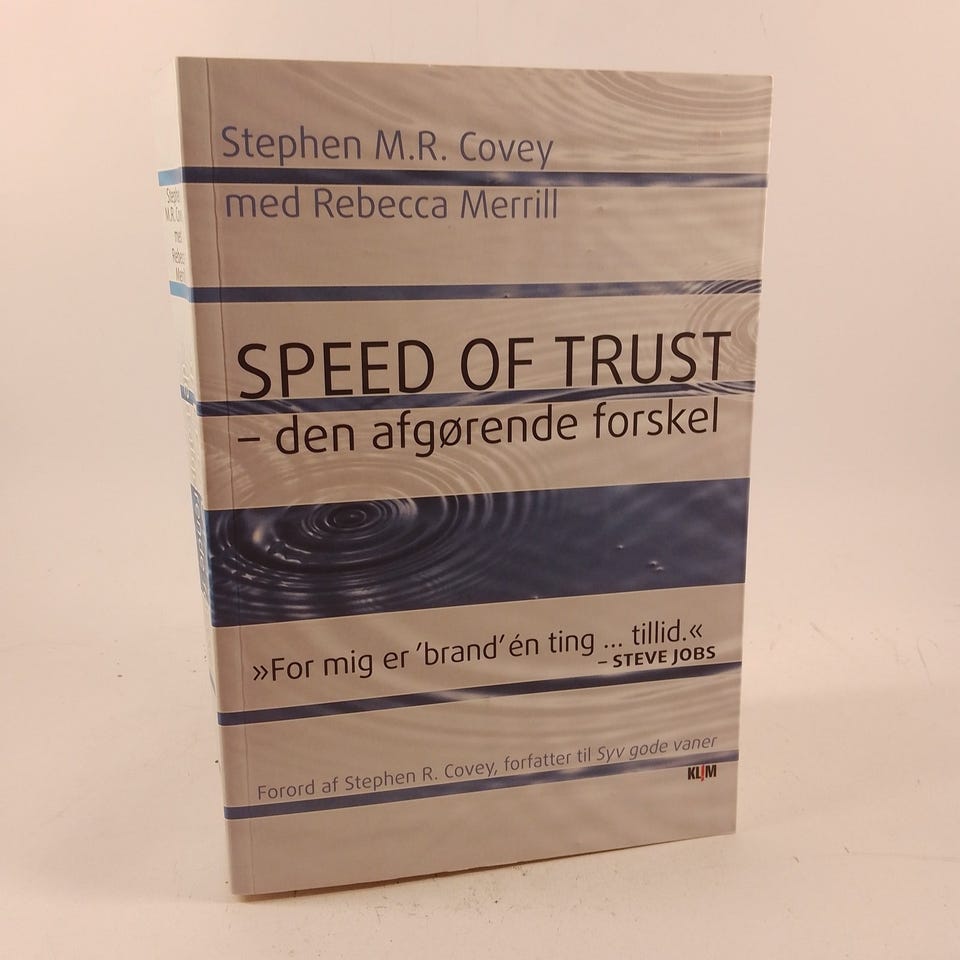 Stephen M.R. Covey
med Rebecca Merrill
SPEED OF TRUST
– den afgørende forskel
»For mig er 'brand' én ting ... tillid.«
– STEVE JOBS
Forord af Stephen R. Covey, forfatter til Syv gode vaner
KLIM
M.R.
med